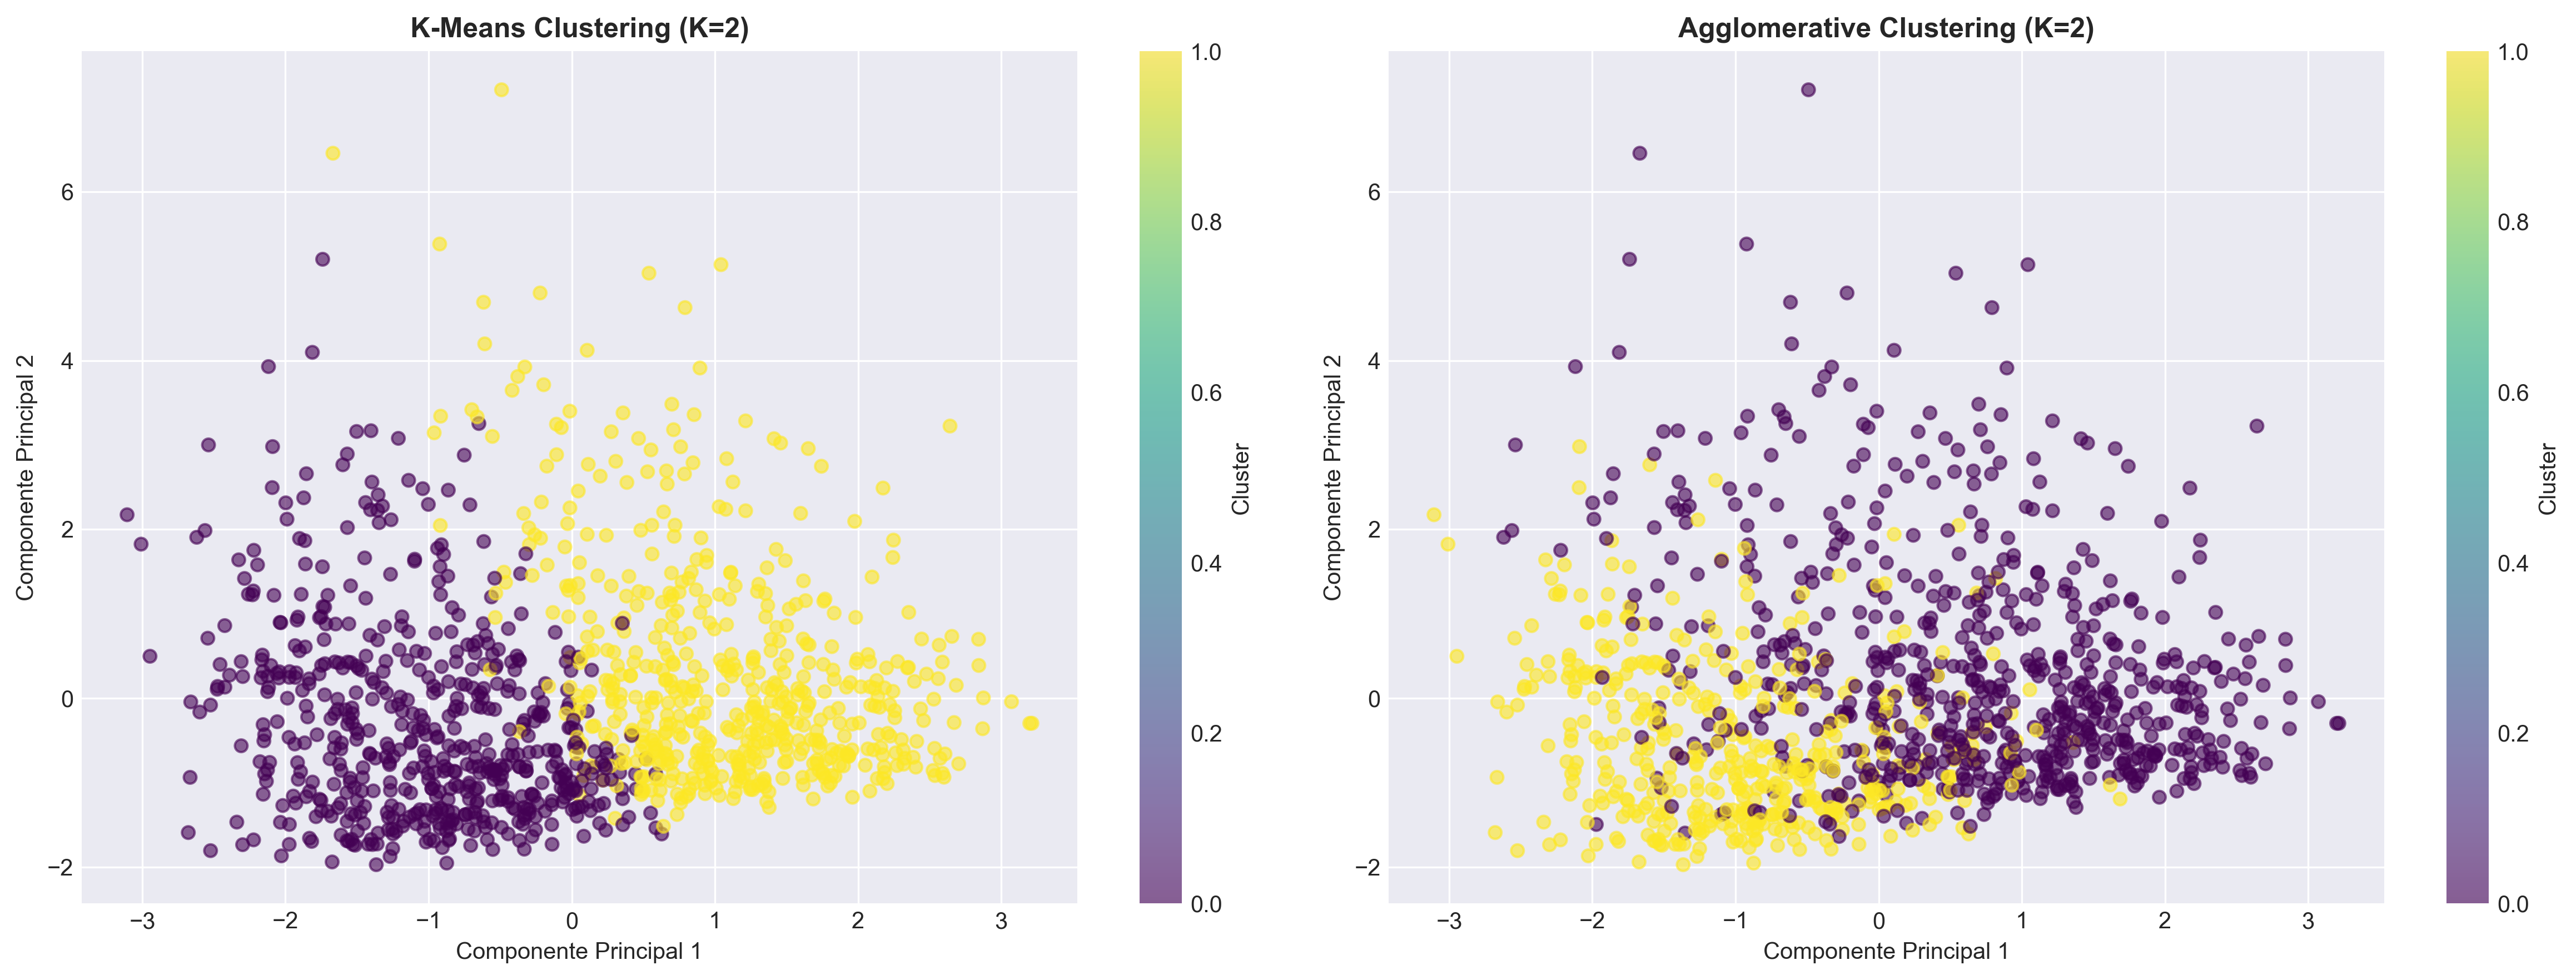 K-Means Clustering (K=2)
Componente Principal 2
6
4
2
0
−2
−3 −2 −1 0 1 2 3
Componente Principal 1
1.0
0.8
0.6
0.4
0.2
0.0
Cluster
Agglomerative Clustering (K=2)
Componente Principal 2
6
4
2
0
−2
−3 −2 −1 0 1 2 3
Componente Principal 1
1.0
0.8
0.6
0.4
0.2
0.0
Cluster